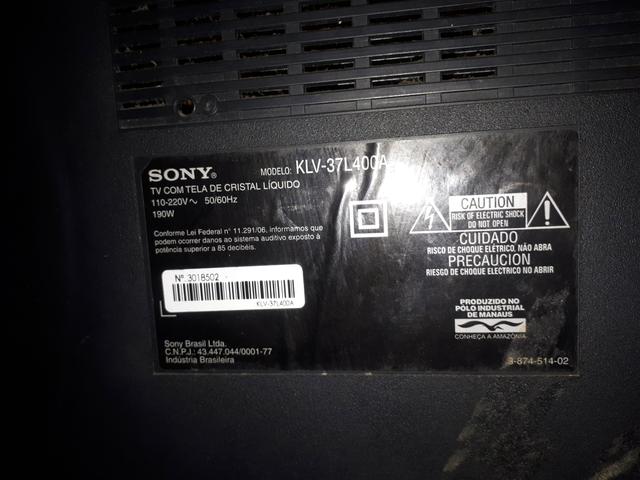 SONY
MODELO: KLV-37L400A
TV COM TELA DE CRISTAL LÍQUIDO
110-220V ~ 50/60Hz
190W
Conforme Lei Federal n° 11.291/06, informamos que
podem ocorrer danos ao sistema auditivo exposto à
potência superior a 85 decibéis.
Nº 3018502
KLV-37L400A
Sony Brasil Ltda.
C.N.P.J.: 43.447.044/0001-77
Indústria Brasileira
CAUTION
RISK OF ELECTRIC SHOCK
DO NOT OPEN
CUIDADO
RISCO DE CHOQUE ELÉTRICO, NÃO ABRA
PRECAUCION
RIESGO DE CHOQUE ELECTRICO NO ABRIR
PRODUZIDO NO
PÓLO INDUSTRIAL
DE MANAUS
CONHEÇA A AMAZÔNIA
3-874-514-02